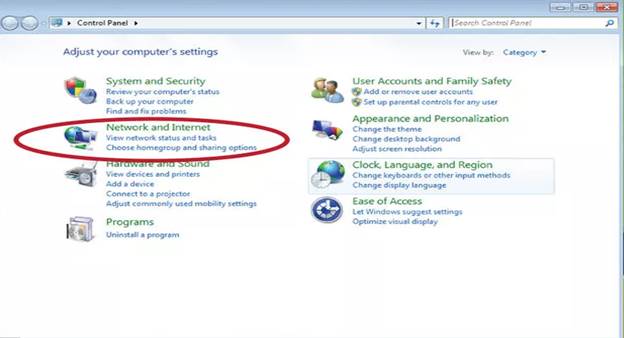 Control Panel
Search Control Panel
Adjust your computer's settings
View by: Category
System and Security
Review your computer's status
Back up your computer
Find and fix problems
Network and Internet
View network status and tasks
Choose homegroup and sharing options
Hardware and Sound
View devices and printers
Add a device
Connect to a projector
Adjust commonly used mobility settings
Programs
Uninstall a program
User Accounts and Family Safety
Add or remove user accounts
Set up parental controls for any user
Appearance and Personalization
Change the theme
Change desktop background
Adjust screen resolution
Clock, Language, and Region
Change keyboards or other input methods
Change display language
Ease of Access
Let Windows suggest settings
Optimize visual display